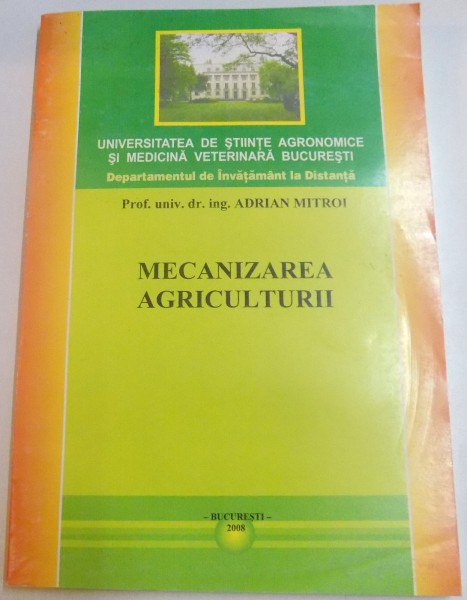 UNIVERSITATEA DE ŞTIINŢE AGRONOMICE
ŞI MEDICINĂ VETERINARĂ BUCUREŞTI
Departamentul de Învăţământ la Distanţă
Prof. univ. dr. ing. ADRIAN MITROI
MECANIZAREA
AGRICULTURII
– BUCUREŞTI –
2008